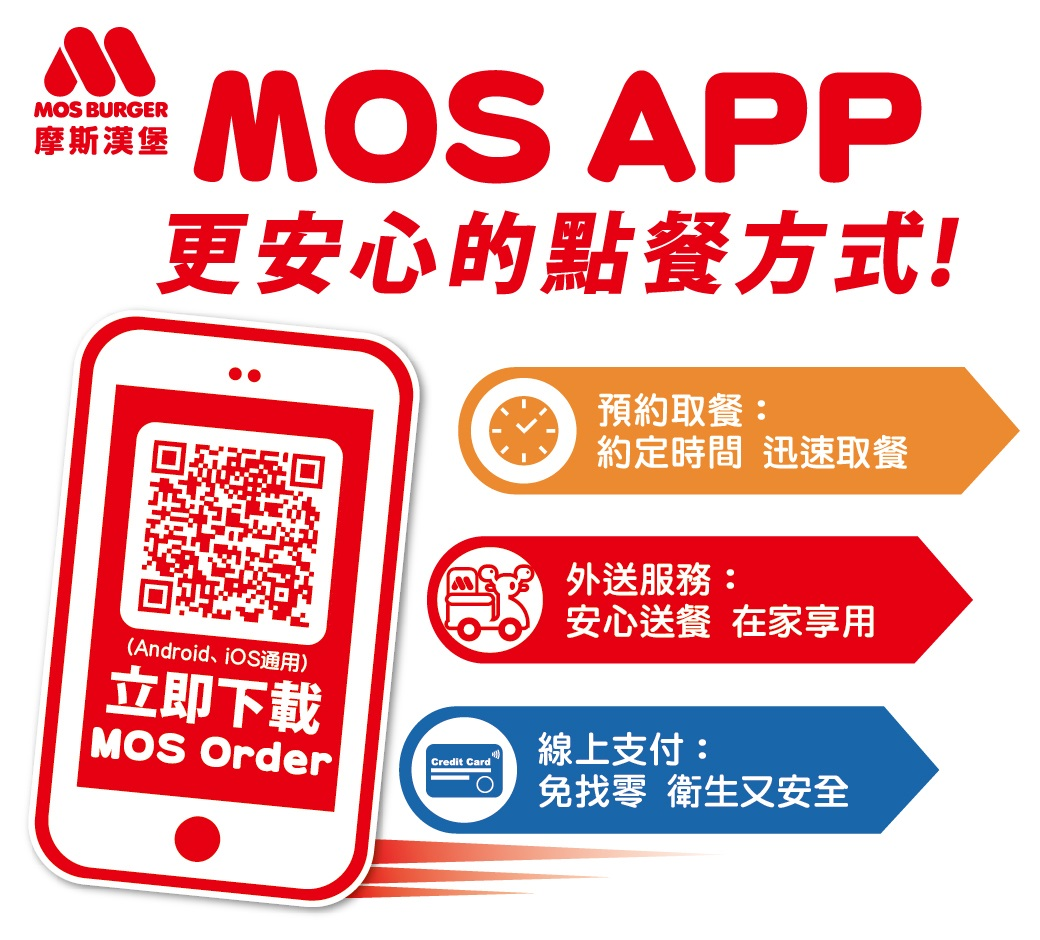 MOS BURGER
摩斯漢堡
MOS APP
更安心的點餐方式!
預約取餐：
約定時間 迅速取餐
外送服務：
安心送餐 在家享用
Credit Card
線上支付：
免找零 衛生又安全
(Android、iOS通用)
立即下載
MOS Order